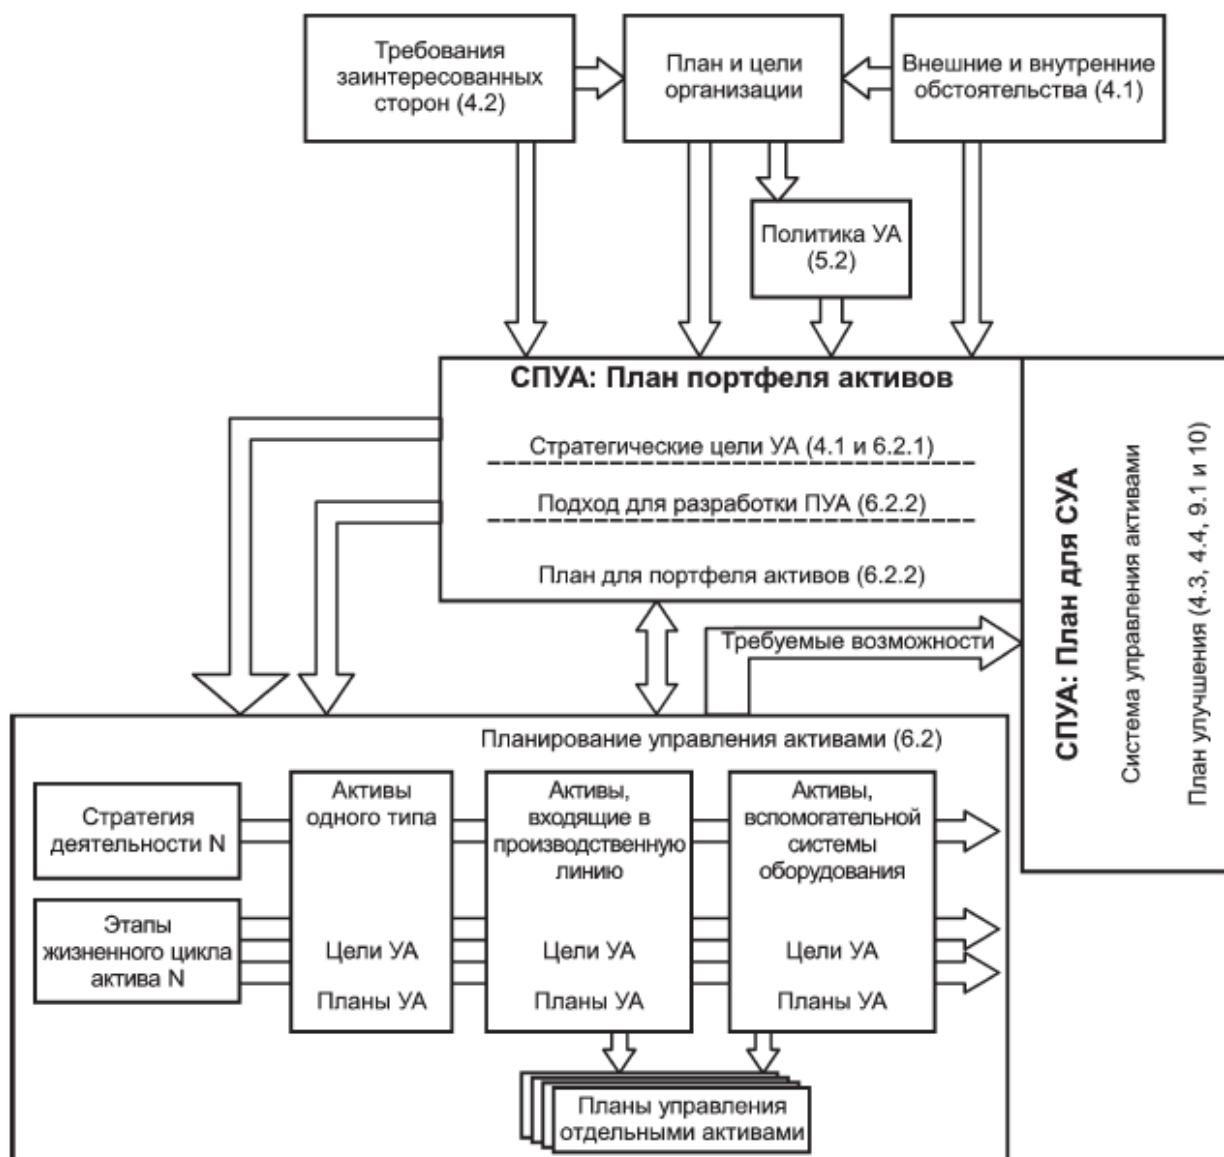 Требования
заинтересованных
сторон (4.2)
План и цели
организации
Внешние и внутренние
обстоятельства (4.1)
Политика УА
(5.2)
СПУА: План портфеля активов
Стратегические цели УА (4.1 и 6.2.1)
Подход для разработки ПУА (6.2.2)
План для портфеля активов (6.2.2)
СПУА: План для СУА
Система управления активами
План улучшения (4.3, 4.4, 9.1 и 10)
Требуемые возможности
Планирование управления активами (6.2)
Стратегия
деятельности N
Этапы
жизненного цикла
актива N
Активы
одного типа
Цели УА
Планы УА
Активы,
входящие в
производственную
линию
Цели УА
Планы УА
Активы,
вспомогательной
системы
оборудования
Цели УА
Планы УА
Планы управления
отдельными активами